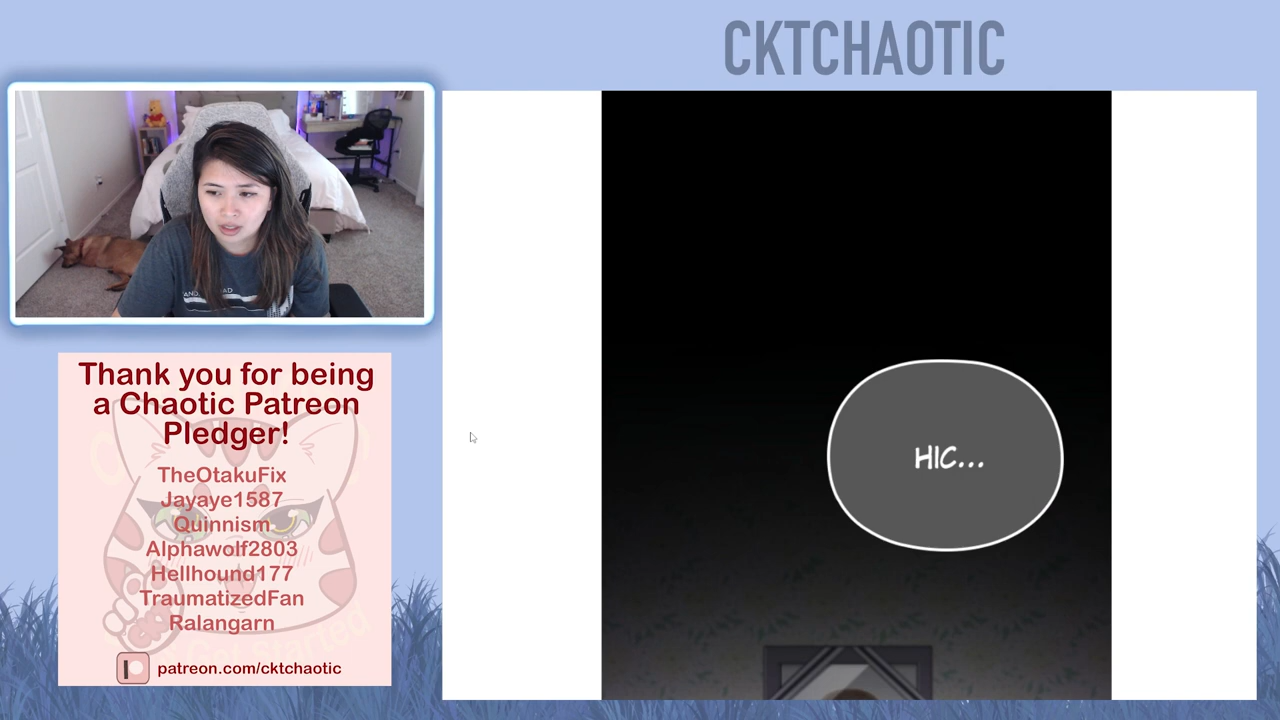 CKTCHAOTIC
Thank you for being
a Chaotic Patreon
Pledger!
TheOtakuFix
Jayaye1587
Quinnism
Alphawolf2803
Hellhound177
TraumatizedFan
Ralangarn
patreon.com/cktchaotic
HIC...